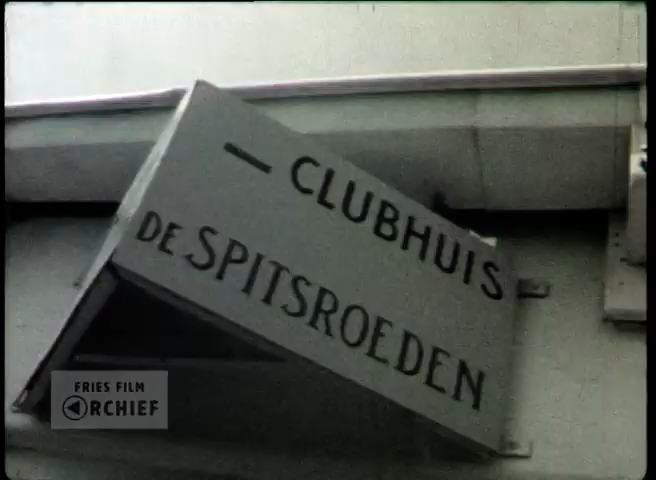 — CLUBHUIS
DE SPITSROEDEN
FRIES FILM
ARCHIEF